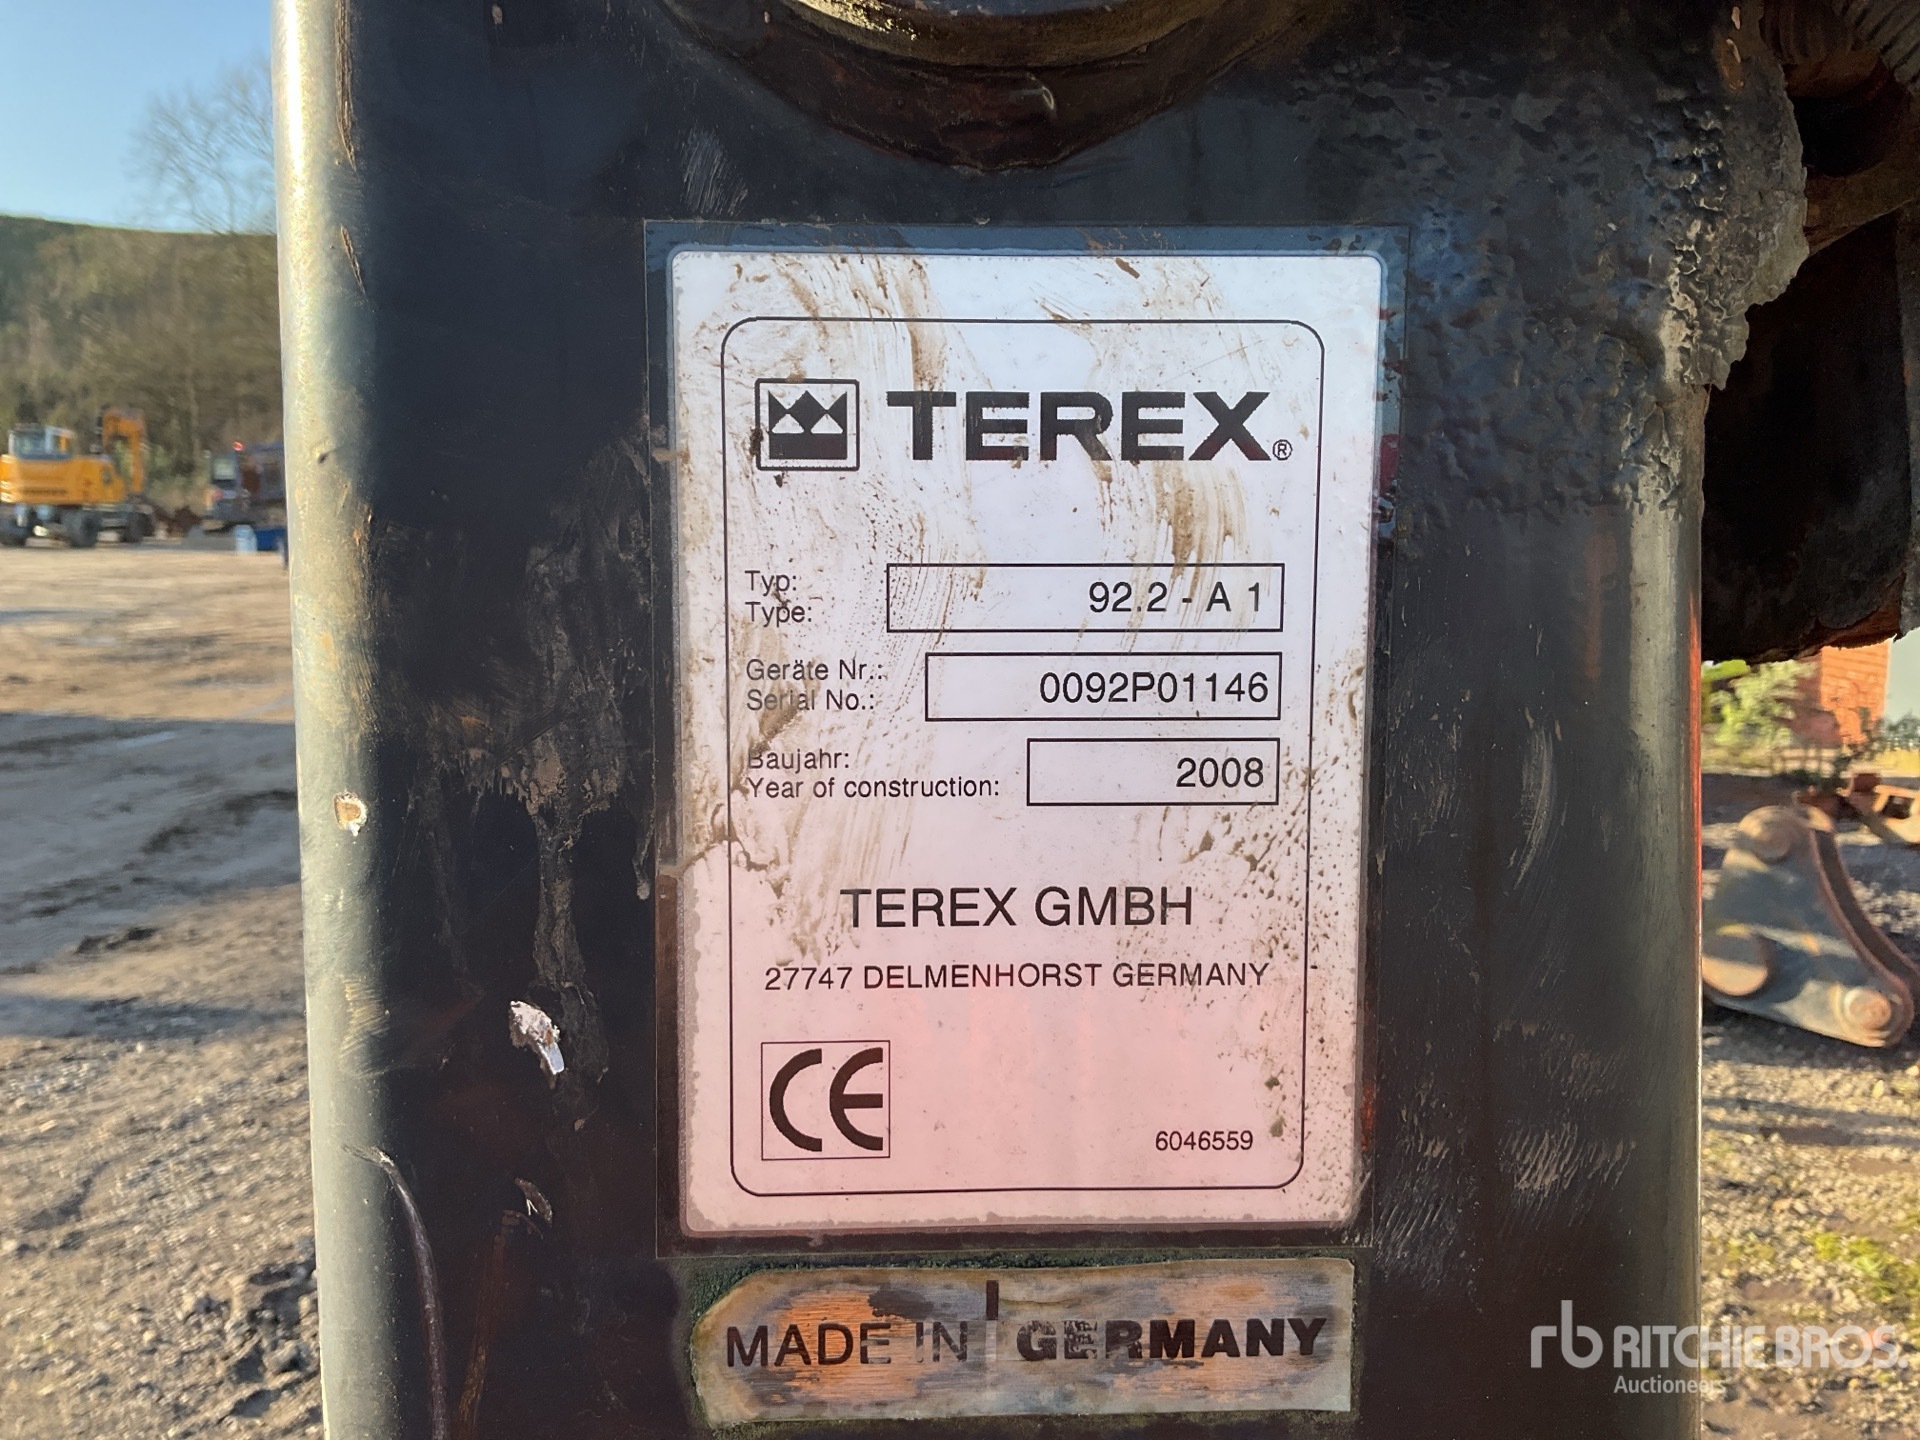 TEREX®
Typ:
Type:
92.2 - A 1
Geräte Nr.:
Serial No.:
0092P01146
Baujahr:
Year of construction:
2008
TEREX GMBH
27747 DELMENHORST GERMANY
CE
6046559
MADE IN GERMANY
rb RITCHIE BROS.
Auctioneers